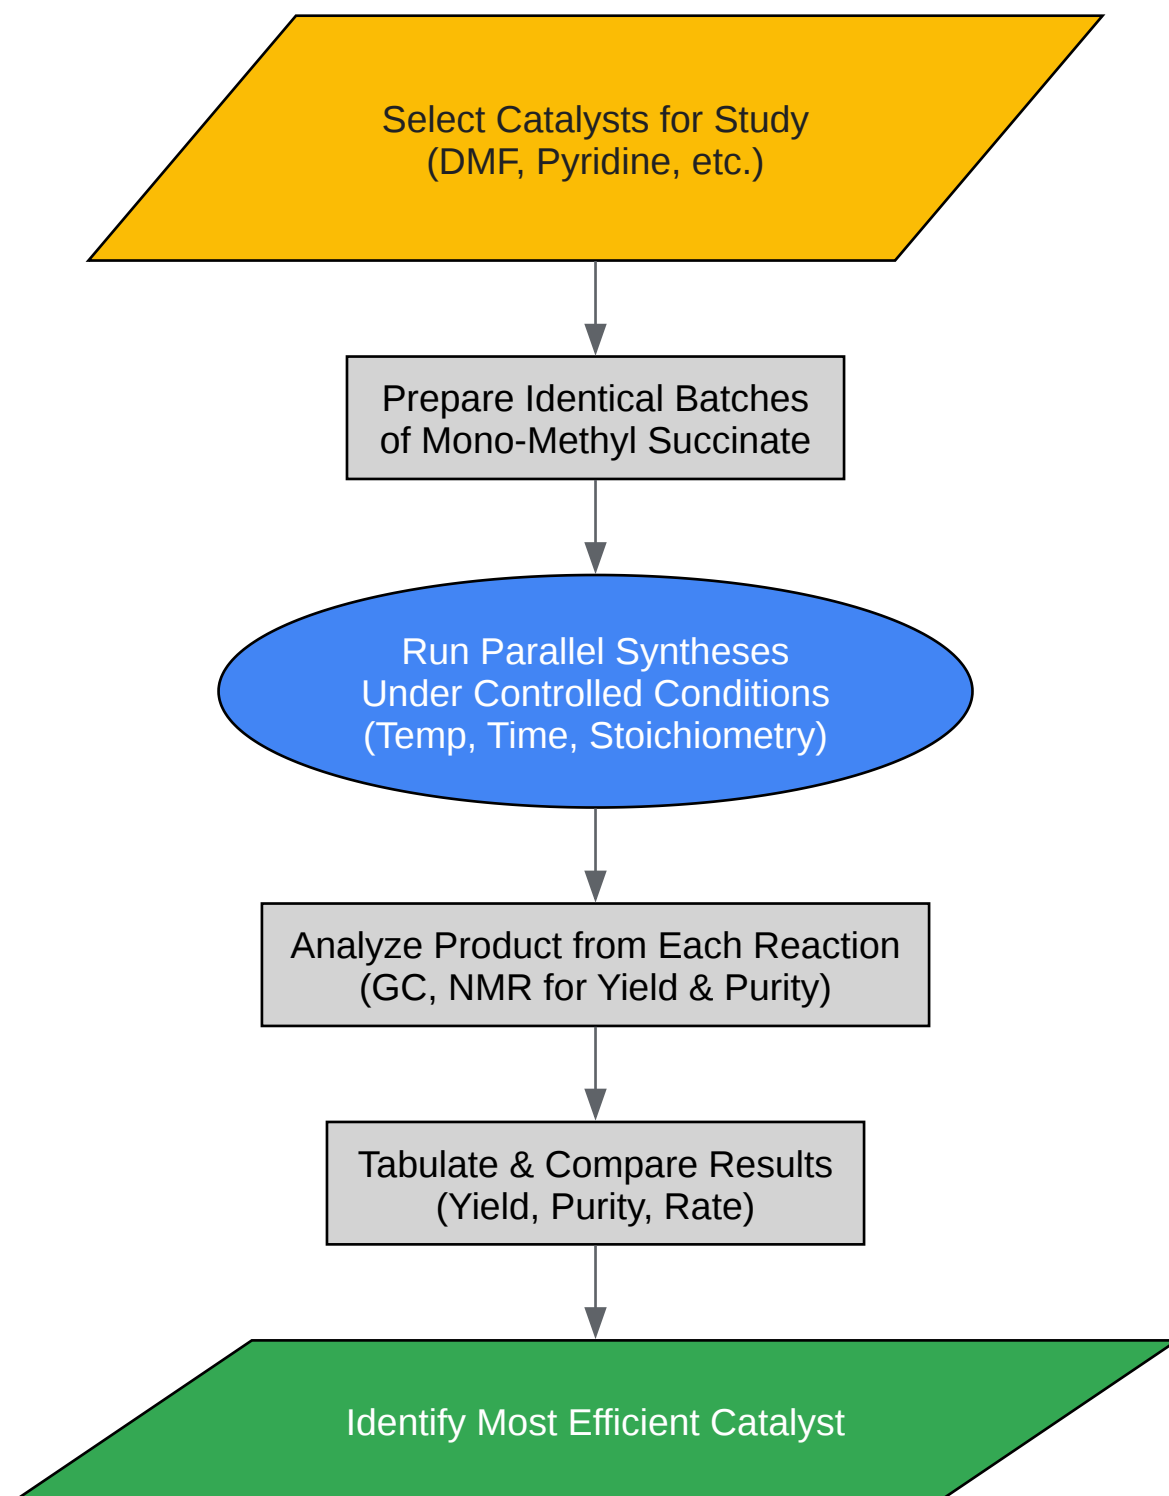 Select Catalysts for Study
(DMF, Pyridine, etc.)
Prepare Identical Batches
of Mono-Methyl Succinate
Run Parallel Syntheses
Under Controlled Conditions
(Temp, Time, Stoichiometry)
Analyze Product from Each Reaction
(GC, NMR for Yield & Purity)
Tabulate & Compare Results
(Yield, Purity, Rate)
Identify Most Efficient Catalyst